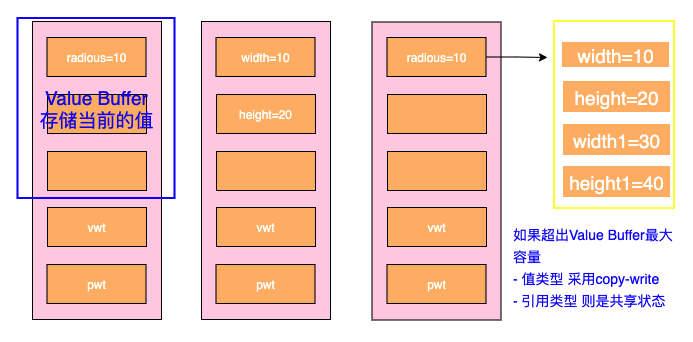 radious=10
Value Buffer
存储当前的值
vwt
pwt
width=10
height=20
vwt
pwt
radious=10
vwt
pwt
width=10
height=20
width1=30
height1=40
如果超出Value Buffer最大
容量
- 值类型 采用copy-write
- 引用类型 则是共享状态